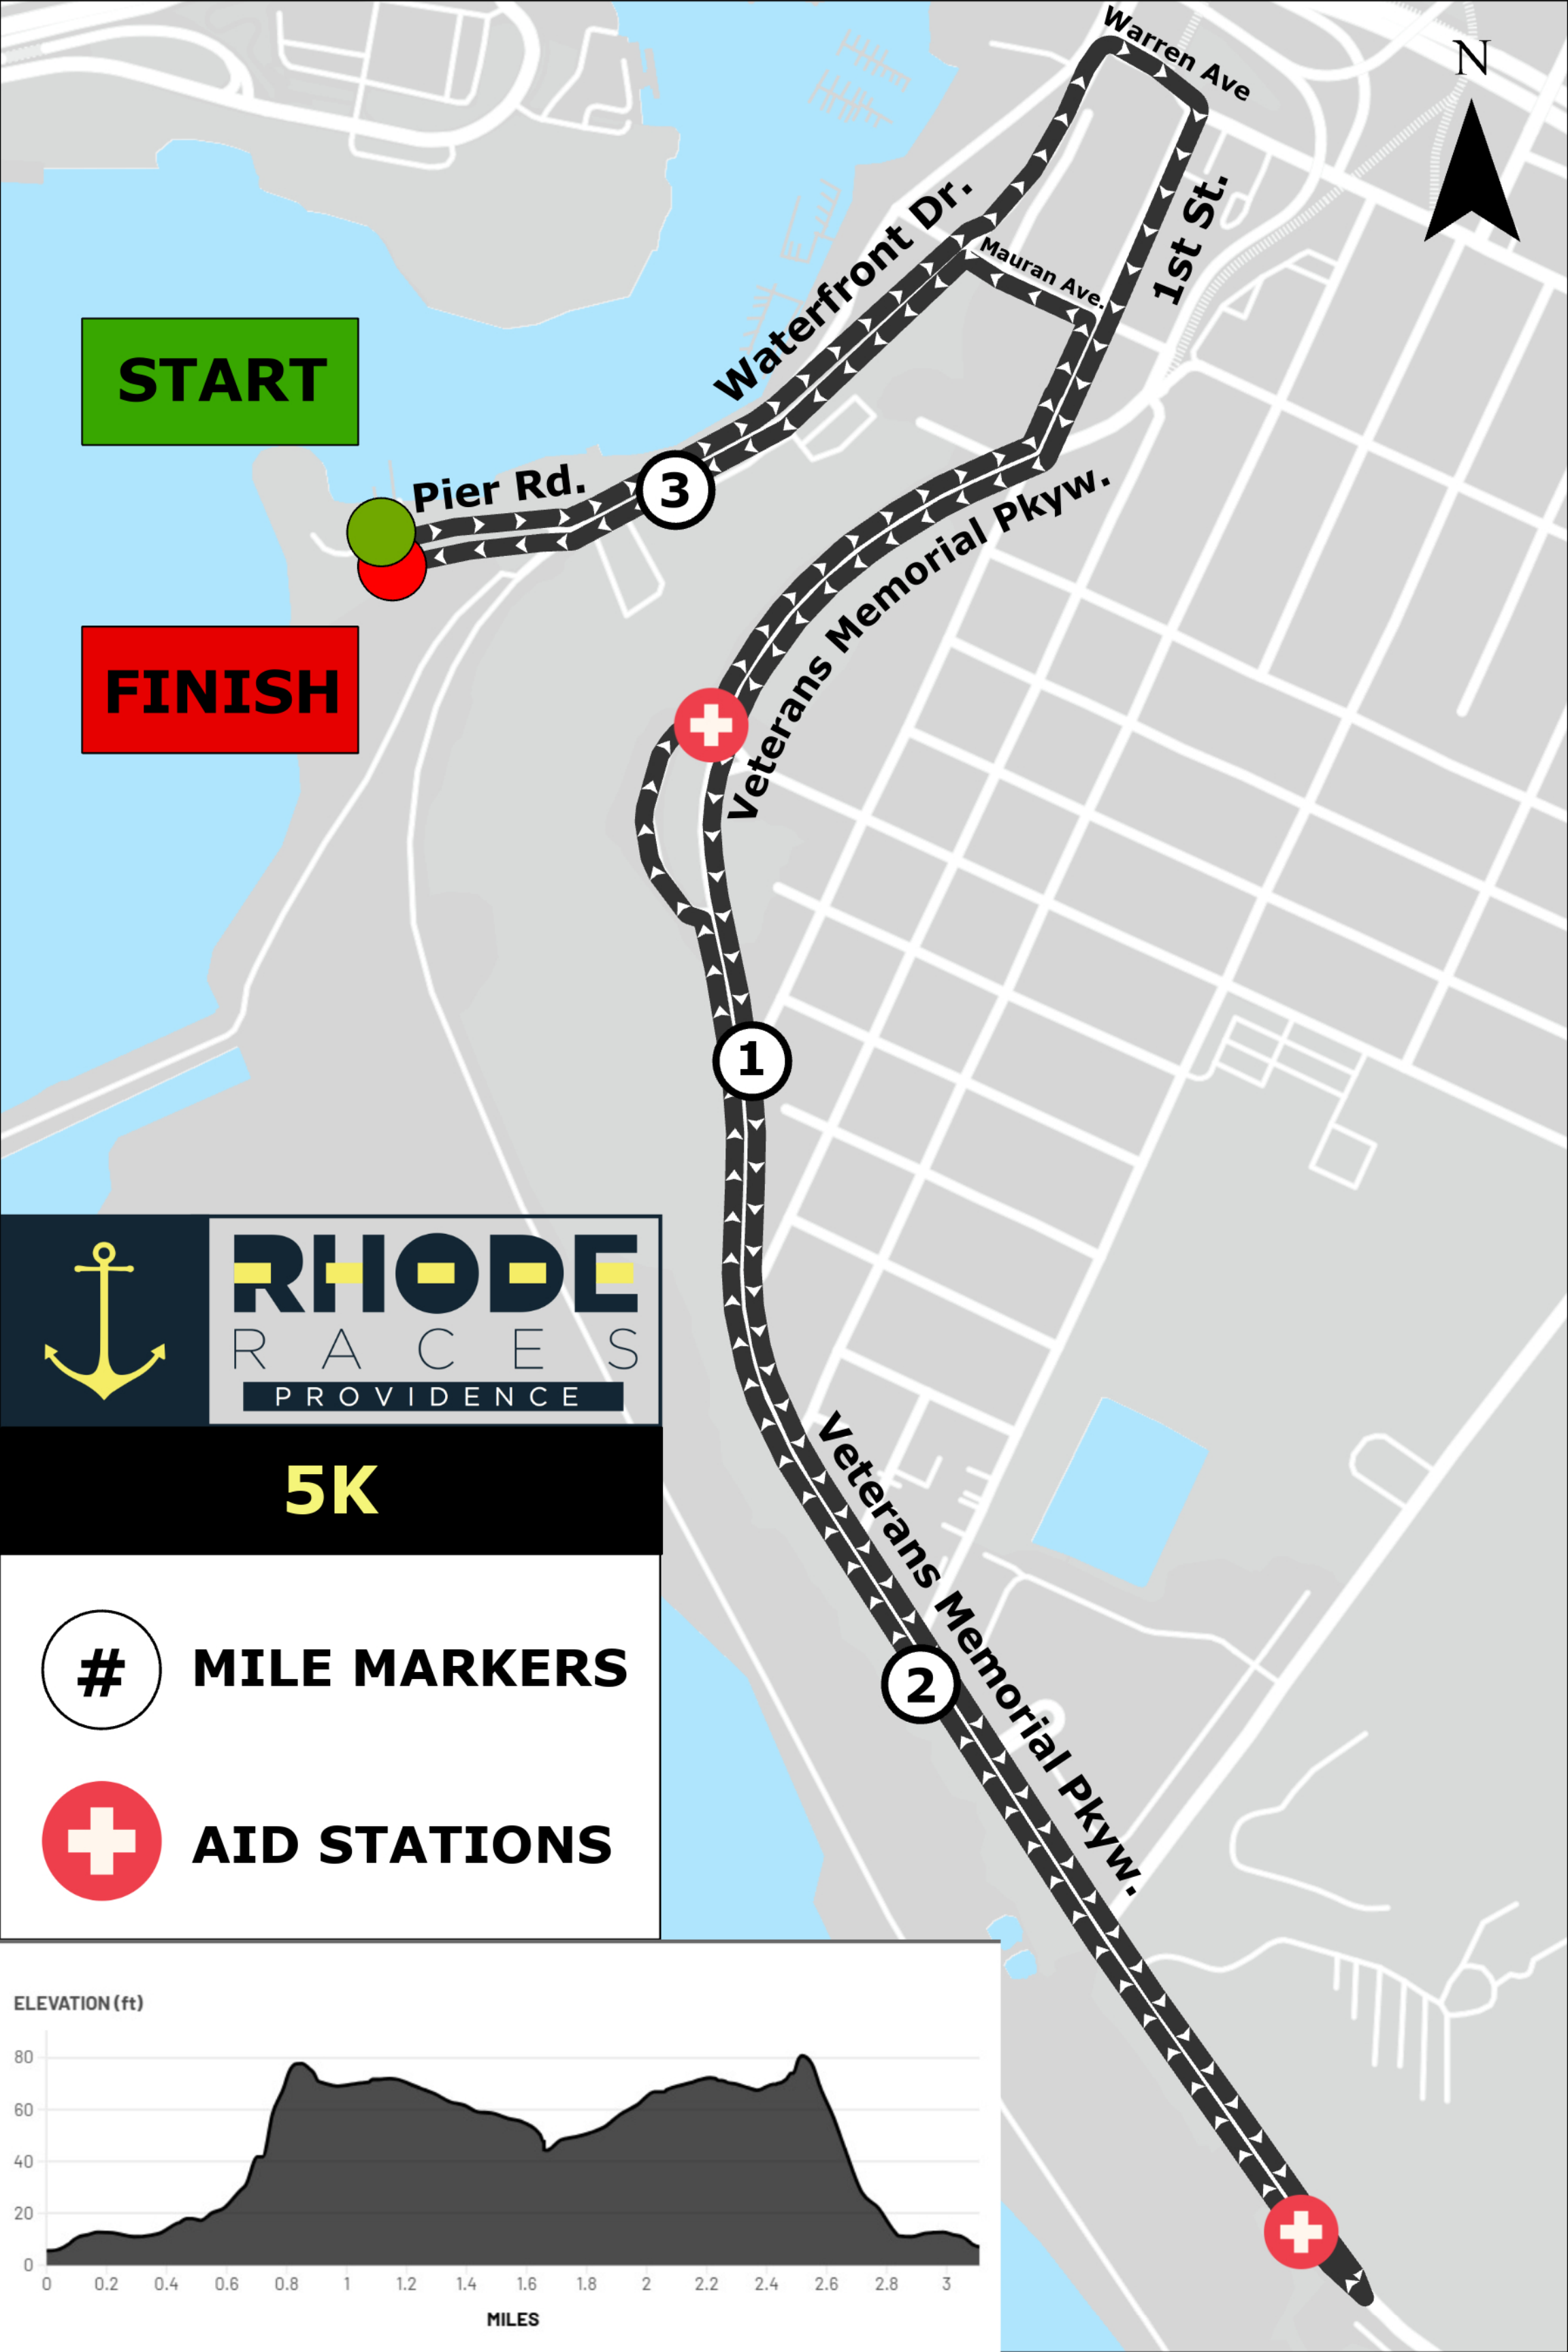 Warren Ave
N
1st St.
Waterfront Dr.
Mauran Ave.
START
Pier Rd.
3
FINISH
Veterans Memorial Pkyw.
1
RHODE
RACES
PROVIDENCE
5K
Veterans Memorial Pkyw.
2
# MILE MARKERS
AID STATIONS
ELEVATION (ft)
80
60
40
20
0
0 0.2 0.4 0.6 0.8 1 1.2 1.4 1.6 1.8 2 2.2 2.4 2.6 2.8 3
MILES